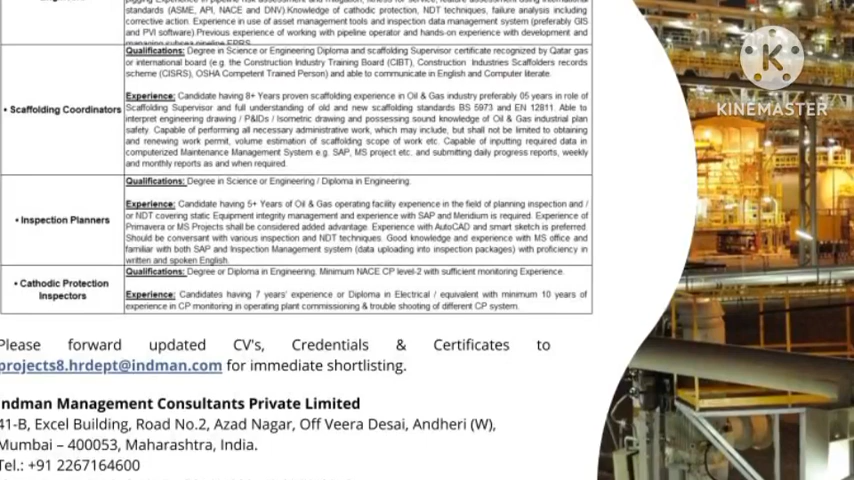 pigging Experience in pipeline risk assessment and mitigation, fitness for service, feature assessment using international
standards (ASME, API, NACE and DNV).Knowledge of cathodic protection, NDT techniques, failure analysis including
corrective action. Experience in use of asset management tools and inspection data management system (preferably GIS
and PVI software).Previous experience of working with pipeline operator and hands-on experience with development and
managing subsea pipeline EPRS
Qualifications: Degree in Science or Engineering Diploma and scaffolding Supervisor certificate recognized by Qatar gas
or international board (e.g. the Construction Industry Training Board (CIBT), Construction Industries Scaffolders records
scheme (CISRS), OSHA Competent Trained Person) and able to communicate in English and Computer literate.
• Scaffolding Coordinators
Experience: Candidate having 8+ Years proven scaffolding experience in Oil & Gas industry preferably 05 years in role of
Scaffolding Supervisor and full understanding of old and new scaffolding standards BS 5973 and EN 12811. Able to
interpret engineering drawing / P&IDs / Isometric drawing and possessing sound knowledge of Oil & Gas industrial plan
safety. Capable of performing all necessary administrative work, which may include, but shall not be limited to obtaining
and renewing work permit, volume estimation of scaffolding scope of work etc. Capable of inputting required data in
computerized Maintenance Management System e.g. SAP, MS project etc. and submitting daily progress reports, weekly
and monthly reports as and when required.
• Inspection Planners
Qualifications: Degree in Science or Engineering / Diploma in Engineering.
Experience: Candidate having 5+ Years of Oil & Gas operating facility experience in the field of planning inspection and /
or NDT covering static Equipment integrity management and experience with SAP and Meridium is required. Experience of
Primavera or MS Projects shall be considered added advantage. Experience with AutoCAD and smart sketch is preferred.
Should be conversant with various inspection and NDT techniques. Good knowledge and experience with MS office and
familiar with both SAP and Inspection Management system (data uploading into inspection packages) with proficiency in
written and spoken English.
• Cathodic Protection
Inspectors
Qualifications: Degree or Diploma in Engineering. Minimum NACE CP level-2 with sufficient monitoring Experience.
Experience: Candidates having 7 years' experience or Diploma in Electrical / equivalent with minimum 10 years of
experience in CP monitoring in operating plant commissioning & trouble shooting of different CP system.
Please forward updated CV's, Credentials & Certificates to
projects8.hrdept@indman.com for immediate shortlisting.
Indman Management Consultants Private Limited
41-B, Excel Building, Road No.2, Azad Nagar, Off Veera Desai, Andheri (W),
Mumbai – 400053, Maharashtra, India.
Tel.: +91 2267164600
K
KINEMASTER